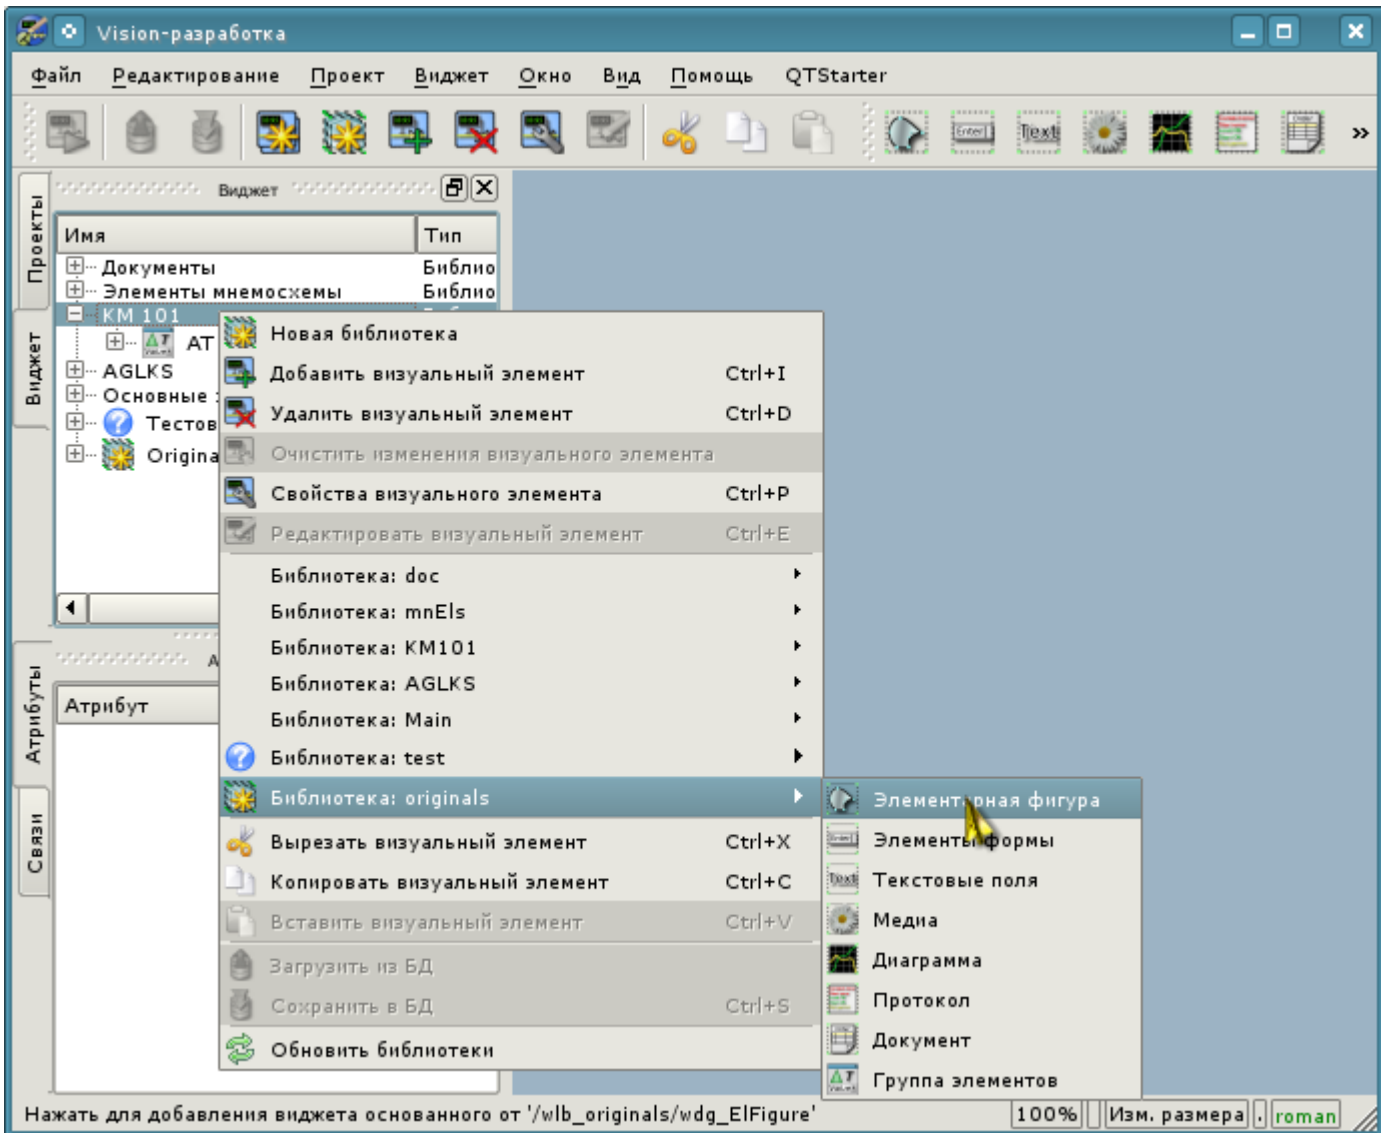 Vision-разработка
Файл Редактирование Проект Виджет Окно Вид Помощь QTStarter
Проекты
Виджет
Виджет
Имя Тип
Документы Библио
Элементы мнемосхемы Библио
КМ 101
АТ
AGLKS
Основные
Тестов
Origina
Новая библиотека
Добавить визуальный элемент Ctrl+I
Удалить визуальный элемент Ctrl+D
Очистить изменения визуального элемента
Свойства визуального элемента Ctrl+P
Редактировать визуальный элемент Ctrl+E
Библиотека: doc
Библиотека: mnEls
Библиотека: KM101
Библиотека: AGLKS
Библиотека: Main
Библиотека: test
Библиотека: originals
Вырезать визуальный элемент Ctrl+X
Копировать визуальный элемент Ctrl+C
Вставить визуальный элемент Ctrl+V
Загрузить из БД
Сохранить в БД Ctrl+S
Обновить библиотеки
Элементарная фигура
Элементы формы
Текстовые поля
Медиа
Диаграмма
Протокол
Документ
Группа элементов
Атрибуты
Связи
Атрибут
Нажать для добавления виджета основанного от '/wlb_originals/wdg_ElFigure' 100% Изм. размера . roman